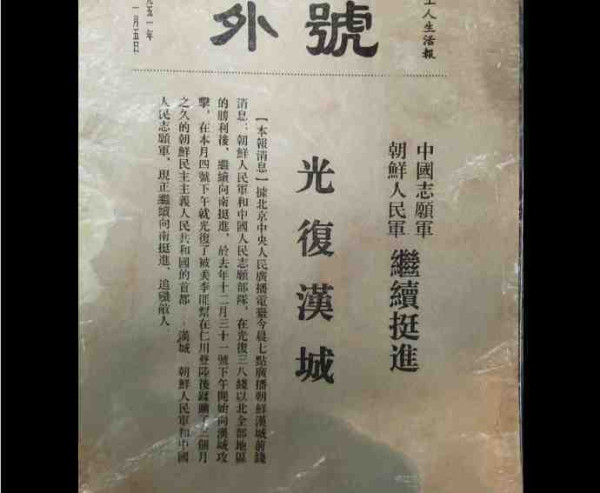 工人生活報
號外
五一年
一月五日
中國志願軍
朝鮮人民軍
繼續挺進
光復漢城
【本報消息】據北京中央人民廣播電臺今晨七點廣播朝鮮漢城前綫
消息:朝鮮人民軍和中國人民志願部隊,在光復三八綫以北全部地區
的勝利後、繼續向南挺進,於去年十二月三十一號下午開始向漢城攻
擊,在本月四號下午就光復了被美李匪幫在仁川登陸後蹂躪了三個月
之久的朝鮮民主主義人民共和國的首都——漢城 朝鮮人民軍和中國
人民志願軍、現正繼續向南挺進、追殲敵人